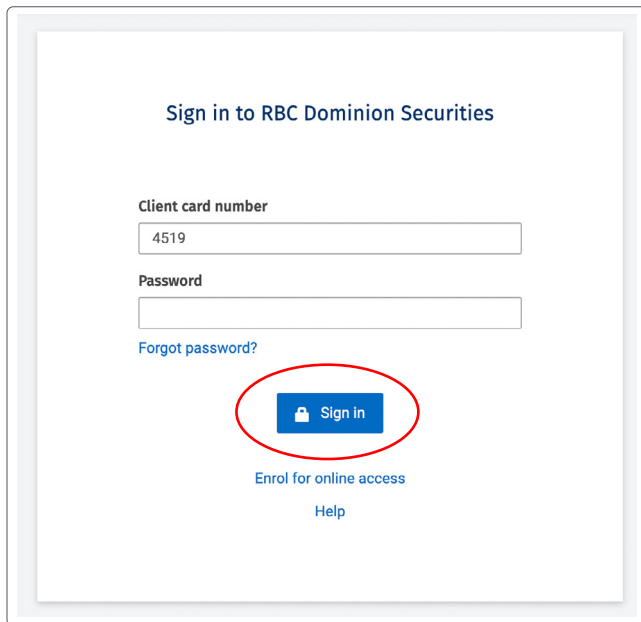 Sign in to RBC Dominion Securities
Client card number
4519
Password
Forgot password?
Sign in
Enrol for online access
Help